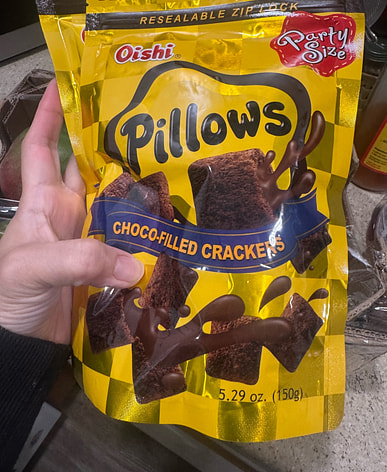 RESEALABLE ZIP LOCK
Oishi
Party
Size
Pillows
CHOCO-FILLED CRACKERS
5.29 oz. (150g)